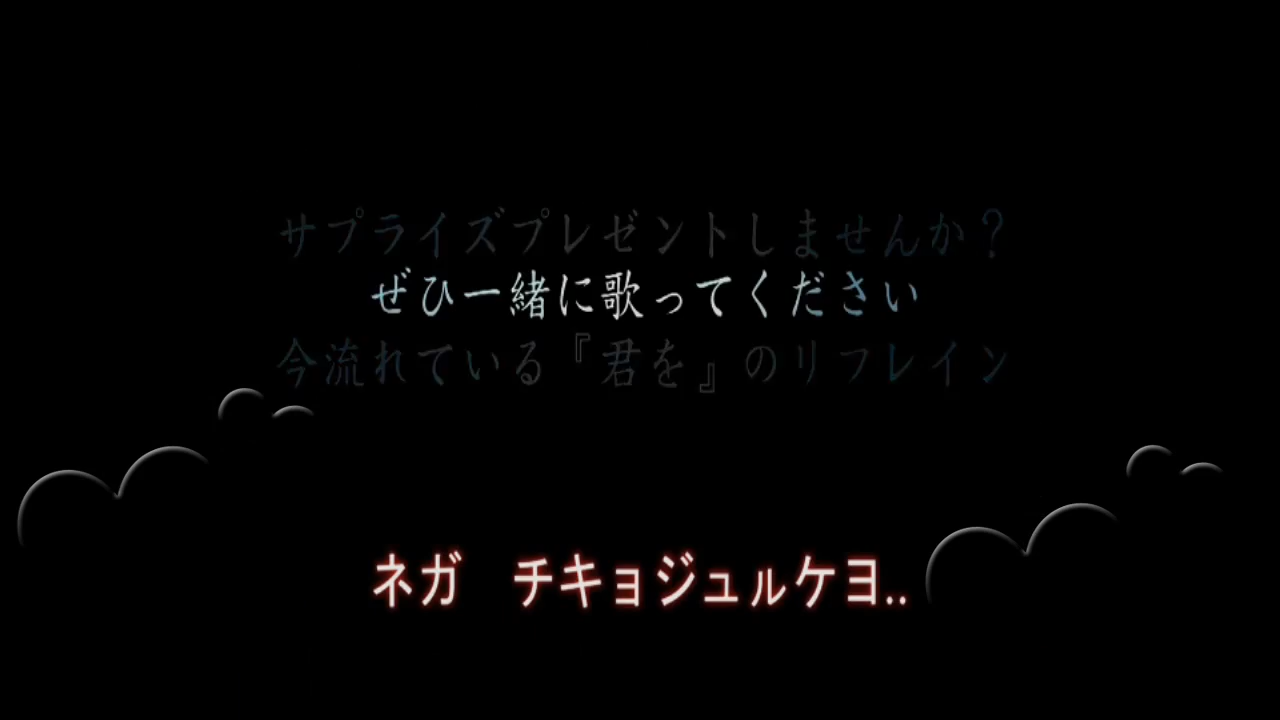 サプライズプレゼントしませんか？
ぜひ一緒に歌ってください
今流れている『君を』のリフレイン
ネガ　チキョジュㇽケヨ..